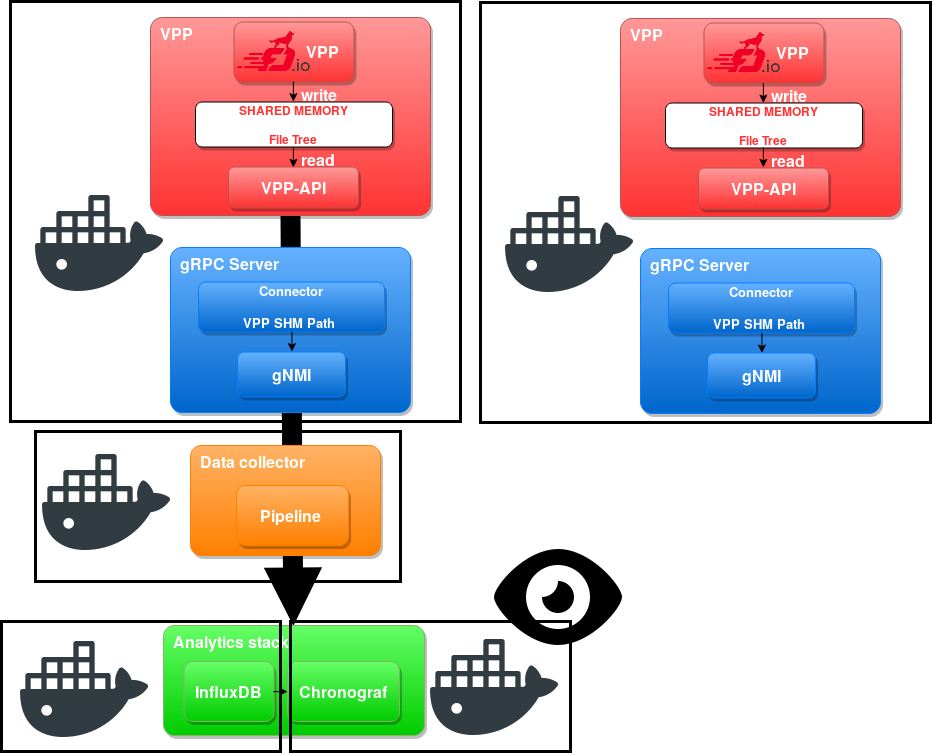 VPP
VPP
.io
write
SHARED MEMORY
File Tree
read
VPP-API
gRPC Server
Connector
VPP SHM Path
gNMI
VPP
VPP
.io
write
SHARED MEMORY
File Tree
read
VPP-API
gRPC Server
Connector
VPP SHM Path
gNMI
Data collector
Pipeline
Analytics stack
InfluxDB
Chronograf